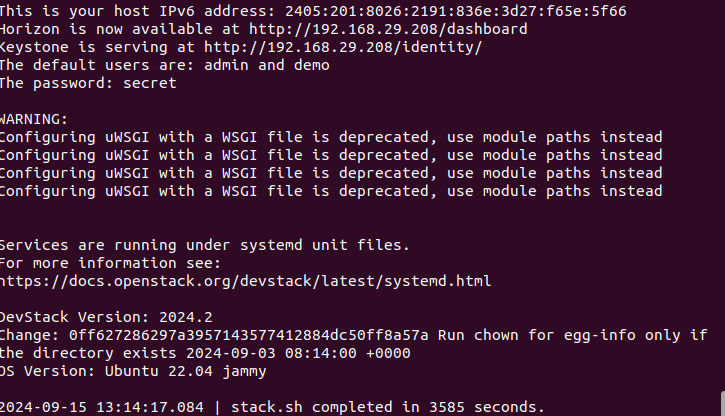 This is your host IPv6 address: 2405:201:8026:2191:836e:3d27:f65e:5f66
Horizon is now available at http://192.168.29.208/dashboard
Keystone is serving at http://192.168.29.208/identity/
The default users are: admin and demo
The password: secret
WARNING:
Configuring uWSGI with a WSGI file is deprecated, use module paths instead
Configuring uWSGI with a WSGI file is deprecated, use module paths instead
Configuring uWSGI with a WSGI file is deprecated, use module paths instead
Configuring uWSGI with a WSGI file is deprecated, use module paths instead
Services are running under systemd unit files.
For more information see:
https://docs.openstack.org/devstack/latest/systemd.html
DevStack Version: 2024.2
Change: 0ff627286297a3957143577412884dc50ff8a57a Run chown for egg-info only if
the directory exists 2024-09-03 08:14:00 +0000
OS Version: Ubuntu 22.04 jammy
2024-09-15 13:14:17.084 | stack.sh completed in 3585 seconds.